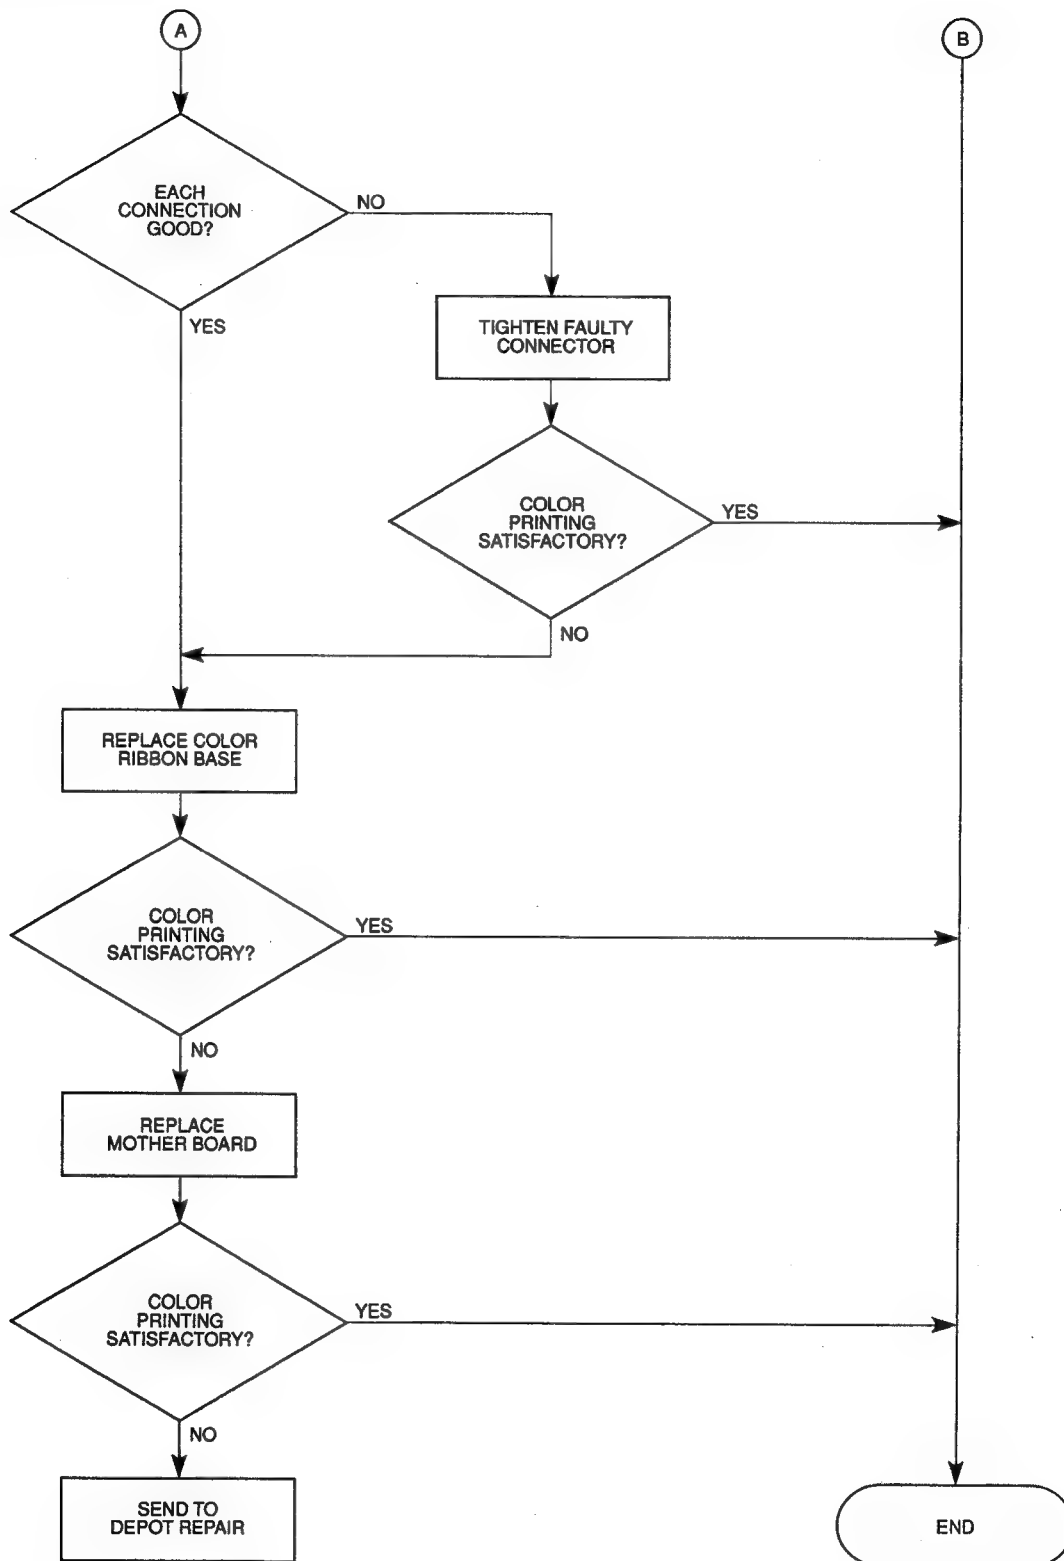 A
B
EACH
CONNECTION
GOOD?
NO
YES
TIGHTEN FAULTY
CONNECTOR
COLOR
PRINTING
SATISFACTORY?
YES
NO
REPLACE COLOR
RIBBON BASE
COLOR
PRINTING
SATISFACTORY?
YES
NO
REPLACE
MOTHER BOARD
COLOR
PRINTING
SATISFACTORY?
YES
NO
SEND TO
DEPOT REPAIR
END